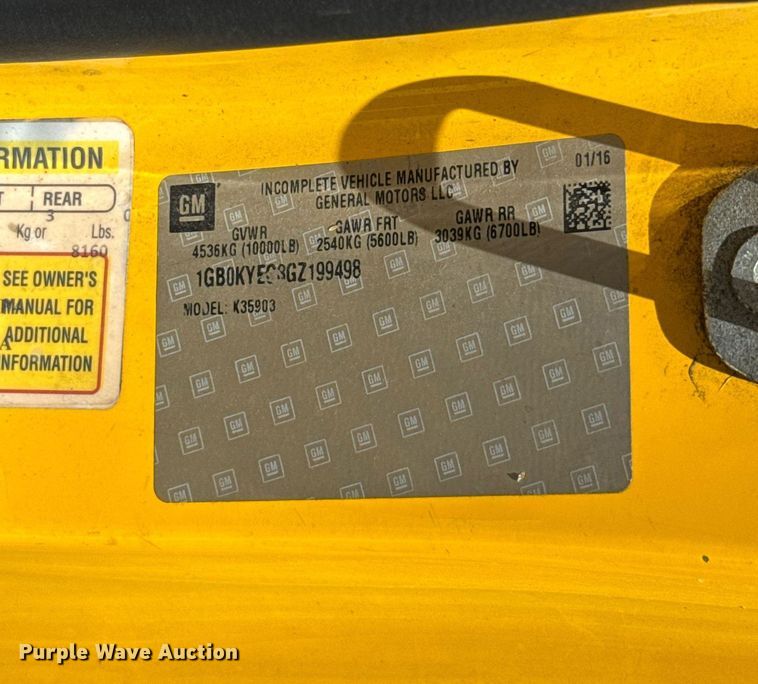 RMATION
T REAR
3 0
Kg or Lbs.
8160
SEE OWNER'S
MANUAL FOR
ADDITIONAL
INFORMATION
GM
INCOMPLETE VEHICLE MANUFACTURED BY
GENERAL MOTORS LLC
01/16
GVWR GAWR FRT GAWR RR
4536KG (10000LB) 2540KG (5600LB) 3039KG (6700LB)
1GB0KYEG8GZ199498
MODEL: K35903
Purple Wave Auction